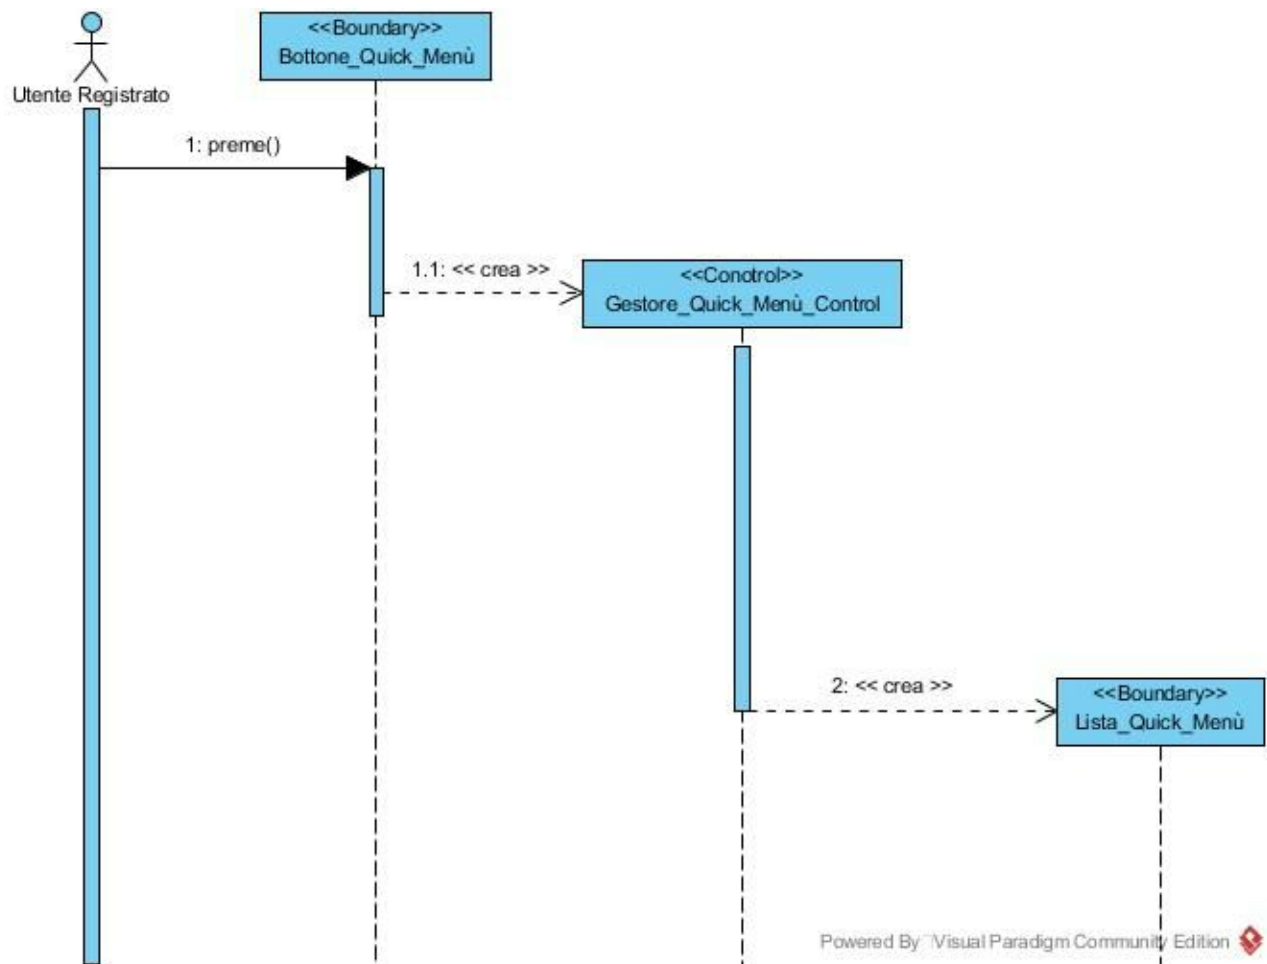 <<Boundary>>
Bottone_Quick_Menù
Utente Registrato
1: preme()
1.1: << crea >>
<<Conotrol>>
Gestore_Quick_Menù_Control
2: << crea >>
<<Boundary>>
Lista_Quick_Menù
Powered By Visual Paradigm Community Edition